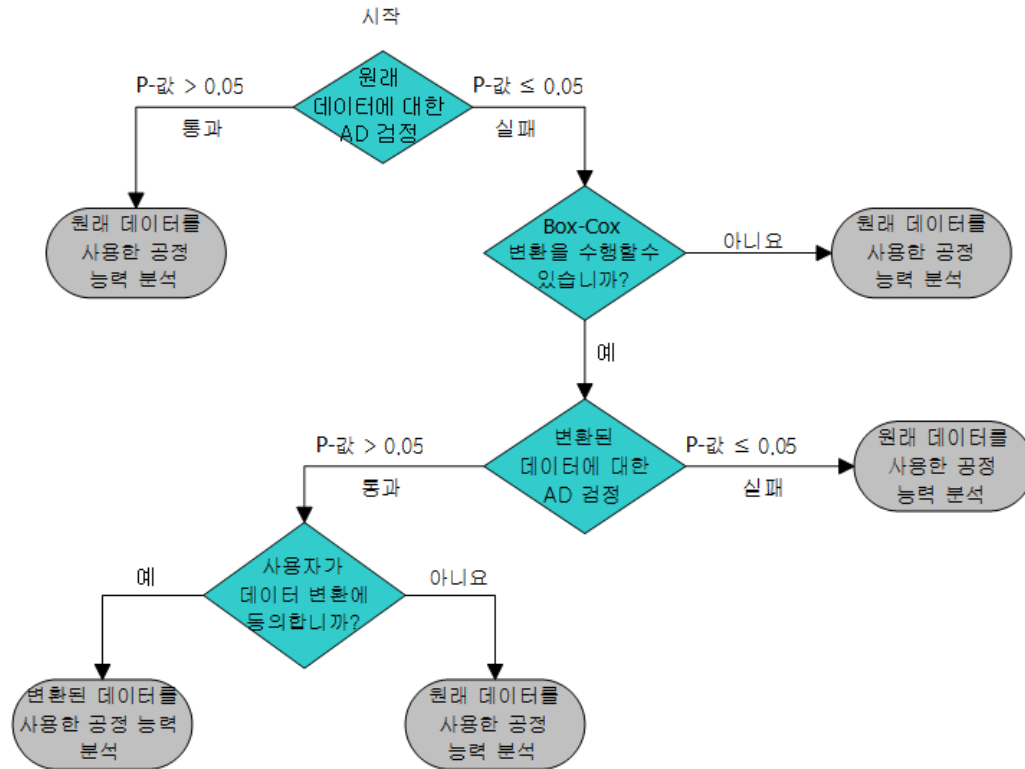 시작
원래
데이터에 대한
AD 검정
P-값 > 0.05
통과
P-값 ≤ 0.05
실패
원래 데이터를
사용한 공정
능력 분석
Box-Cox
변환을 수행할수
있습니까?
아니요
원래 데이터를
사용한 공정
능력 분석
예
변환된
데이터에 대한
AD 검정
P-값 > 0.05
통과
P-값 ≤ 0.05
실패
원래 데이터를
사용한 공정
능력 분석
사용자가
데이터 변환에
동의합니까?
예
아니요
변환된 데이터를
사용한 공정 능력
분석
원래 데이터를
사용한 공정
능력 분석